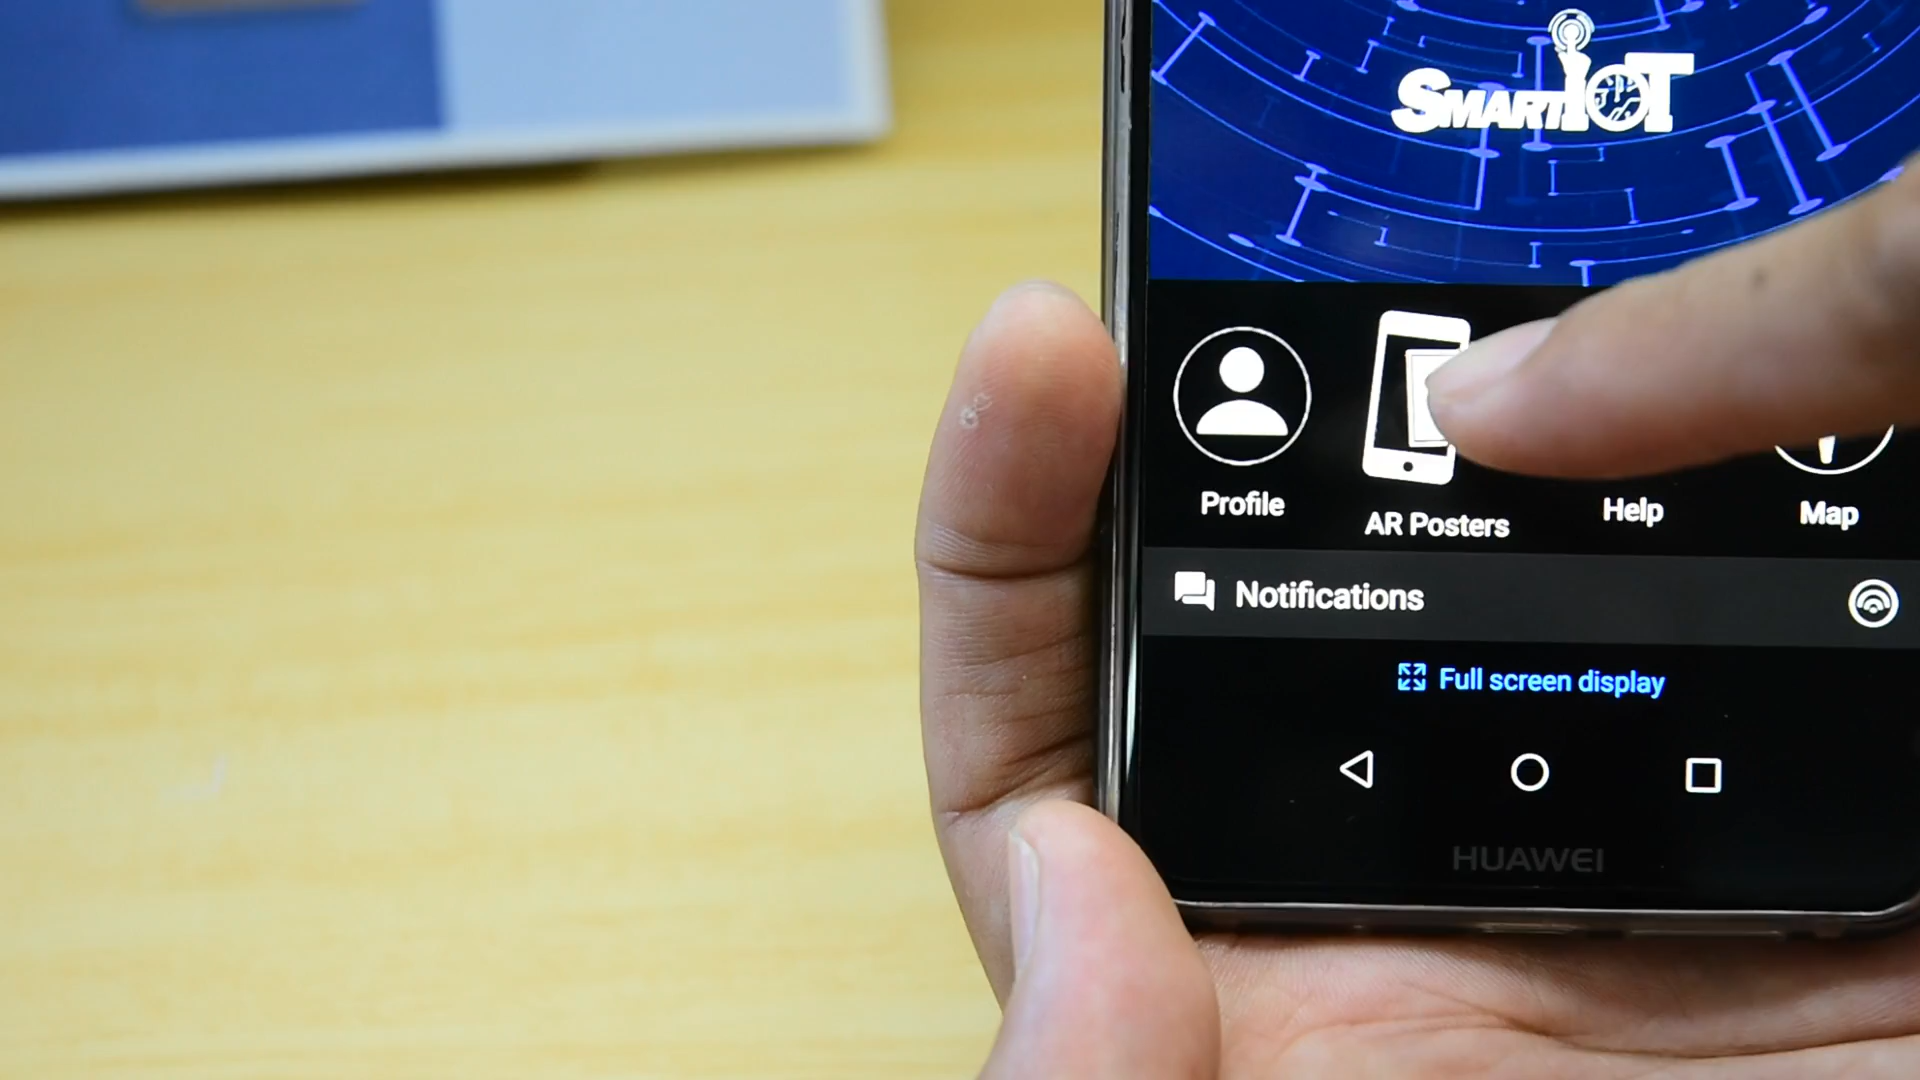 SMARTIOT
Profile
AR Posters
Help
Map
Notifications
Full screen display
HUAWEI